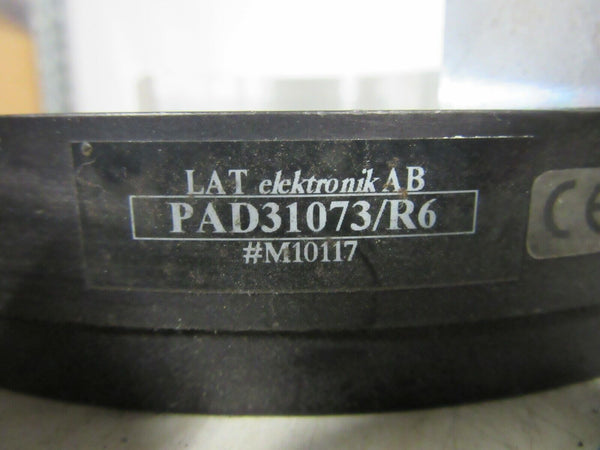 LAT elektronik AB
PAD31073/R6
#M10117
CE